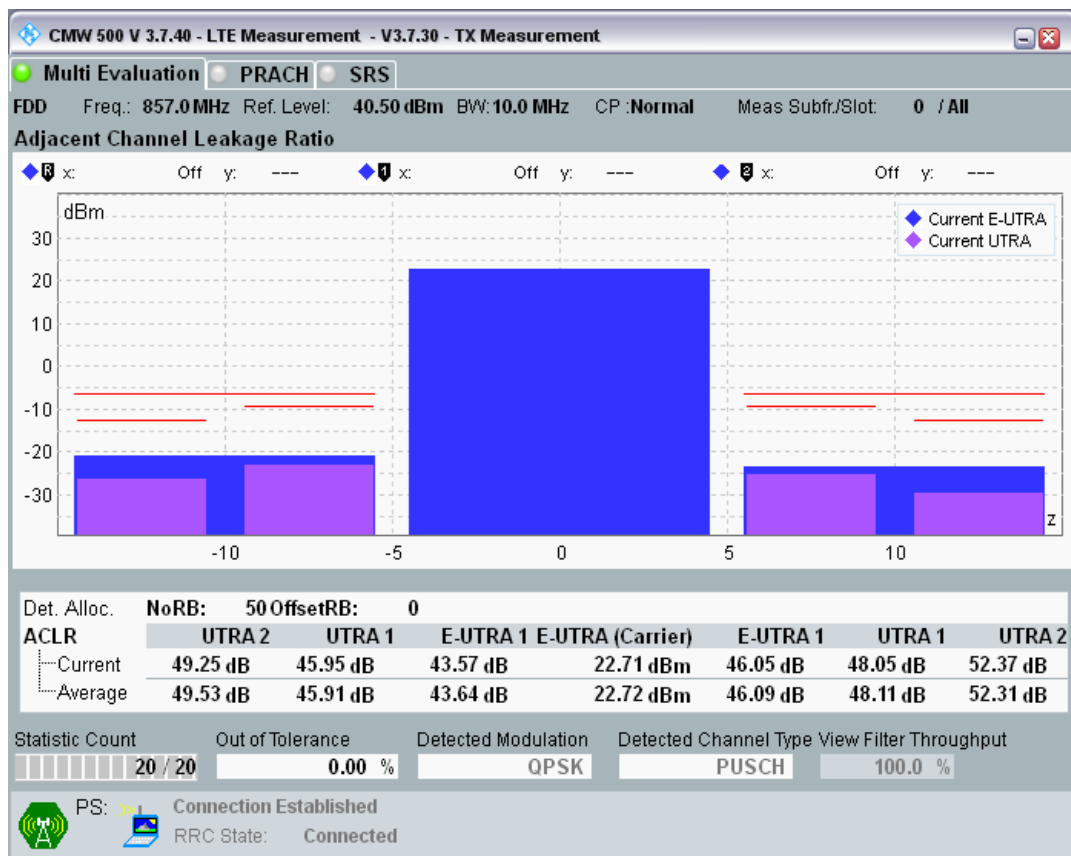 CMW 500 V 3.7.40 - LTE Measurement - V3.7.30 - TX Measurement
Multi Evaluation PRACH SRS
FDD Freq.: 857.0 MHz Ref. Level: 40.50 dBm BW: 10.0 MHz CP :Normal Meas Subfr./Slot: 0 / All
Adjacent Channel Leakage Ratio
R x: Off y: --- 1 x: Off y: --- 2 x: Off y: ---
dBm
Current E-UTRA
Current UTRA
30
20
10
0
-10
-20
-30
z
-10 -5 0 5 10
Det. Alloc. NoRB: 50 OffsetRB: 0
ACLR UTRA 2 UTRA 1 E-UTRA 1 E-UTRA (Carrier) E-UTRA 1 UTRA 1 UTRA 2
Current 49.25 dB 45.95 dB 43.57 dB 22.71 dBm 46.05 dB 48.05 dB 52.37 dB
Average 49.53 dB 45.91 dB 43.64 dB 22.72 dBm 46.09 dB 48.11 dB 52.31 dB
Statistic Count Out of Tolerance Detected Modulation Detected Channel Type View Filter Throughput
20 / 20 0.00 % QPSK PUSCH 100.0 %
PS: Connection Established
RRC State: Connected